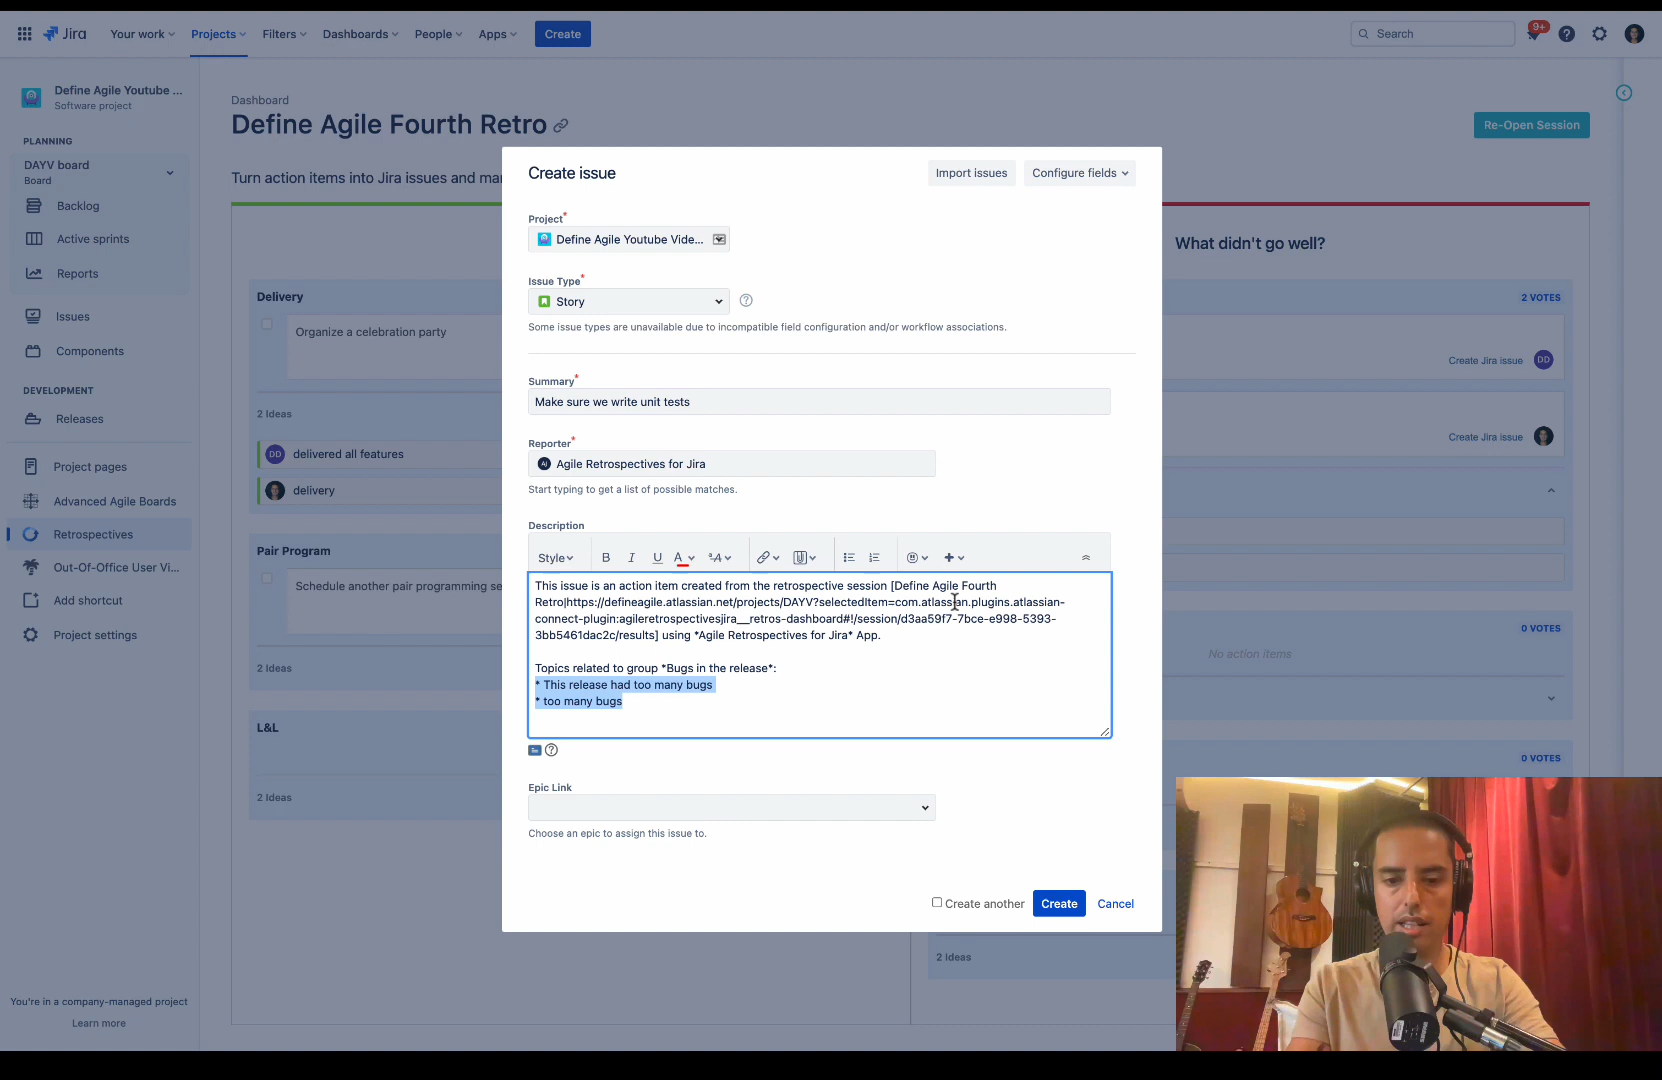 Jira
Your work
Projects
Filters
Dashboards
People
Apps
Create
Search
9+
Define Agile Youtube ...
Software project
PLANNING
DAYV board
Board
Backlog
Active sprints
Reports
Issues
Components
DEVELOPMENT
Releases
Project pages
Advanced Agile Boards
Retrospectives
Out-Of-Office User Vi...
Add shortcut
Project settings
You're in a company-managed project
Learn more
Dashboard
Define Agile Fourth Retro
Re-Open Session
Turn action items into Jira issues and
Delivery
Organize a celebration party
2 Ideas
DD delivered all features
delivery
Pair Program
Schedule another pair programming
2 Ideas
L&L
2 Ideas
Create issue
Import issues
Configure fields
Project*
Define Agile Youtube Vide...
Issue Type*
Story
Some issue types are unavailable due to incompatible field configuration and/or workflow associations.
Summary*
Make sure we write unit tests
Reporter*
AJ Agile Retrospectives for Jira
Start typing to get a list of possible matches.
Description
Style B I U A ªA
This issue is an action item created from the retrospective session [Define Agile Fourth
Retro|https://defineagile.atlassian.net/projects/DAYV?selectedItem=com.atlassian.plugins.atlassian-
connect-plugin:agileretrospectivesjira__retros-dashboard#!/session/d3aa59f7-7bce-e998-5393-
3bb5461dac2c/results] using *Agile Retrospectives for Jira* App.
Topics related to group *Bugs in the release*:
* This release had too many bugs
* too many bugs
Epic Link
Choose an epic to assign this issue to.
Create another
Create
Cancel
What didn't go well?
2 VOTES
Create Jira issue DD
Create Jira issue
0 VOTES
No action items
0 VOTES
2 Ideas